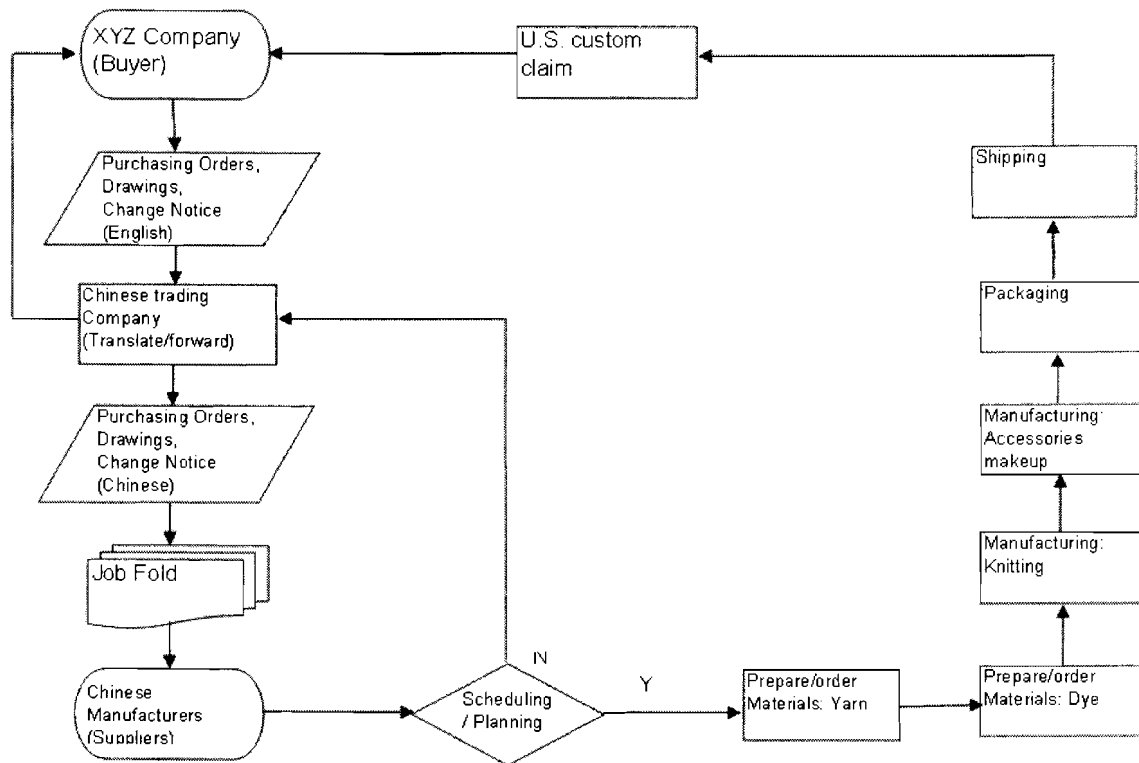 XYZ Company
(Buyer)
U.S. custom
claim
Purchasing Orders,
Drawings,
Change Notice
(English)
Shipping
Chinese trading
Company
(Translate/forward)
Packaging
Purchasing Orders,
Drawings,
Change Notice
(Chinese)
Manufacturing:
Accessories
makeup
Job Fold
Manufacturing:
Knitting
N
Y
Chinese
Manufacturers
(Suppliers)
Scheduling
/ Planning
Prepare/order
Materials: Yarn
Prepare/order
Materials: Dye